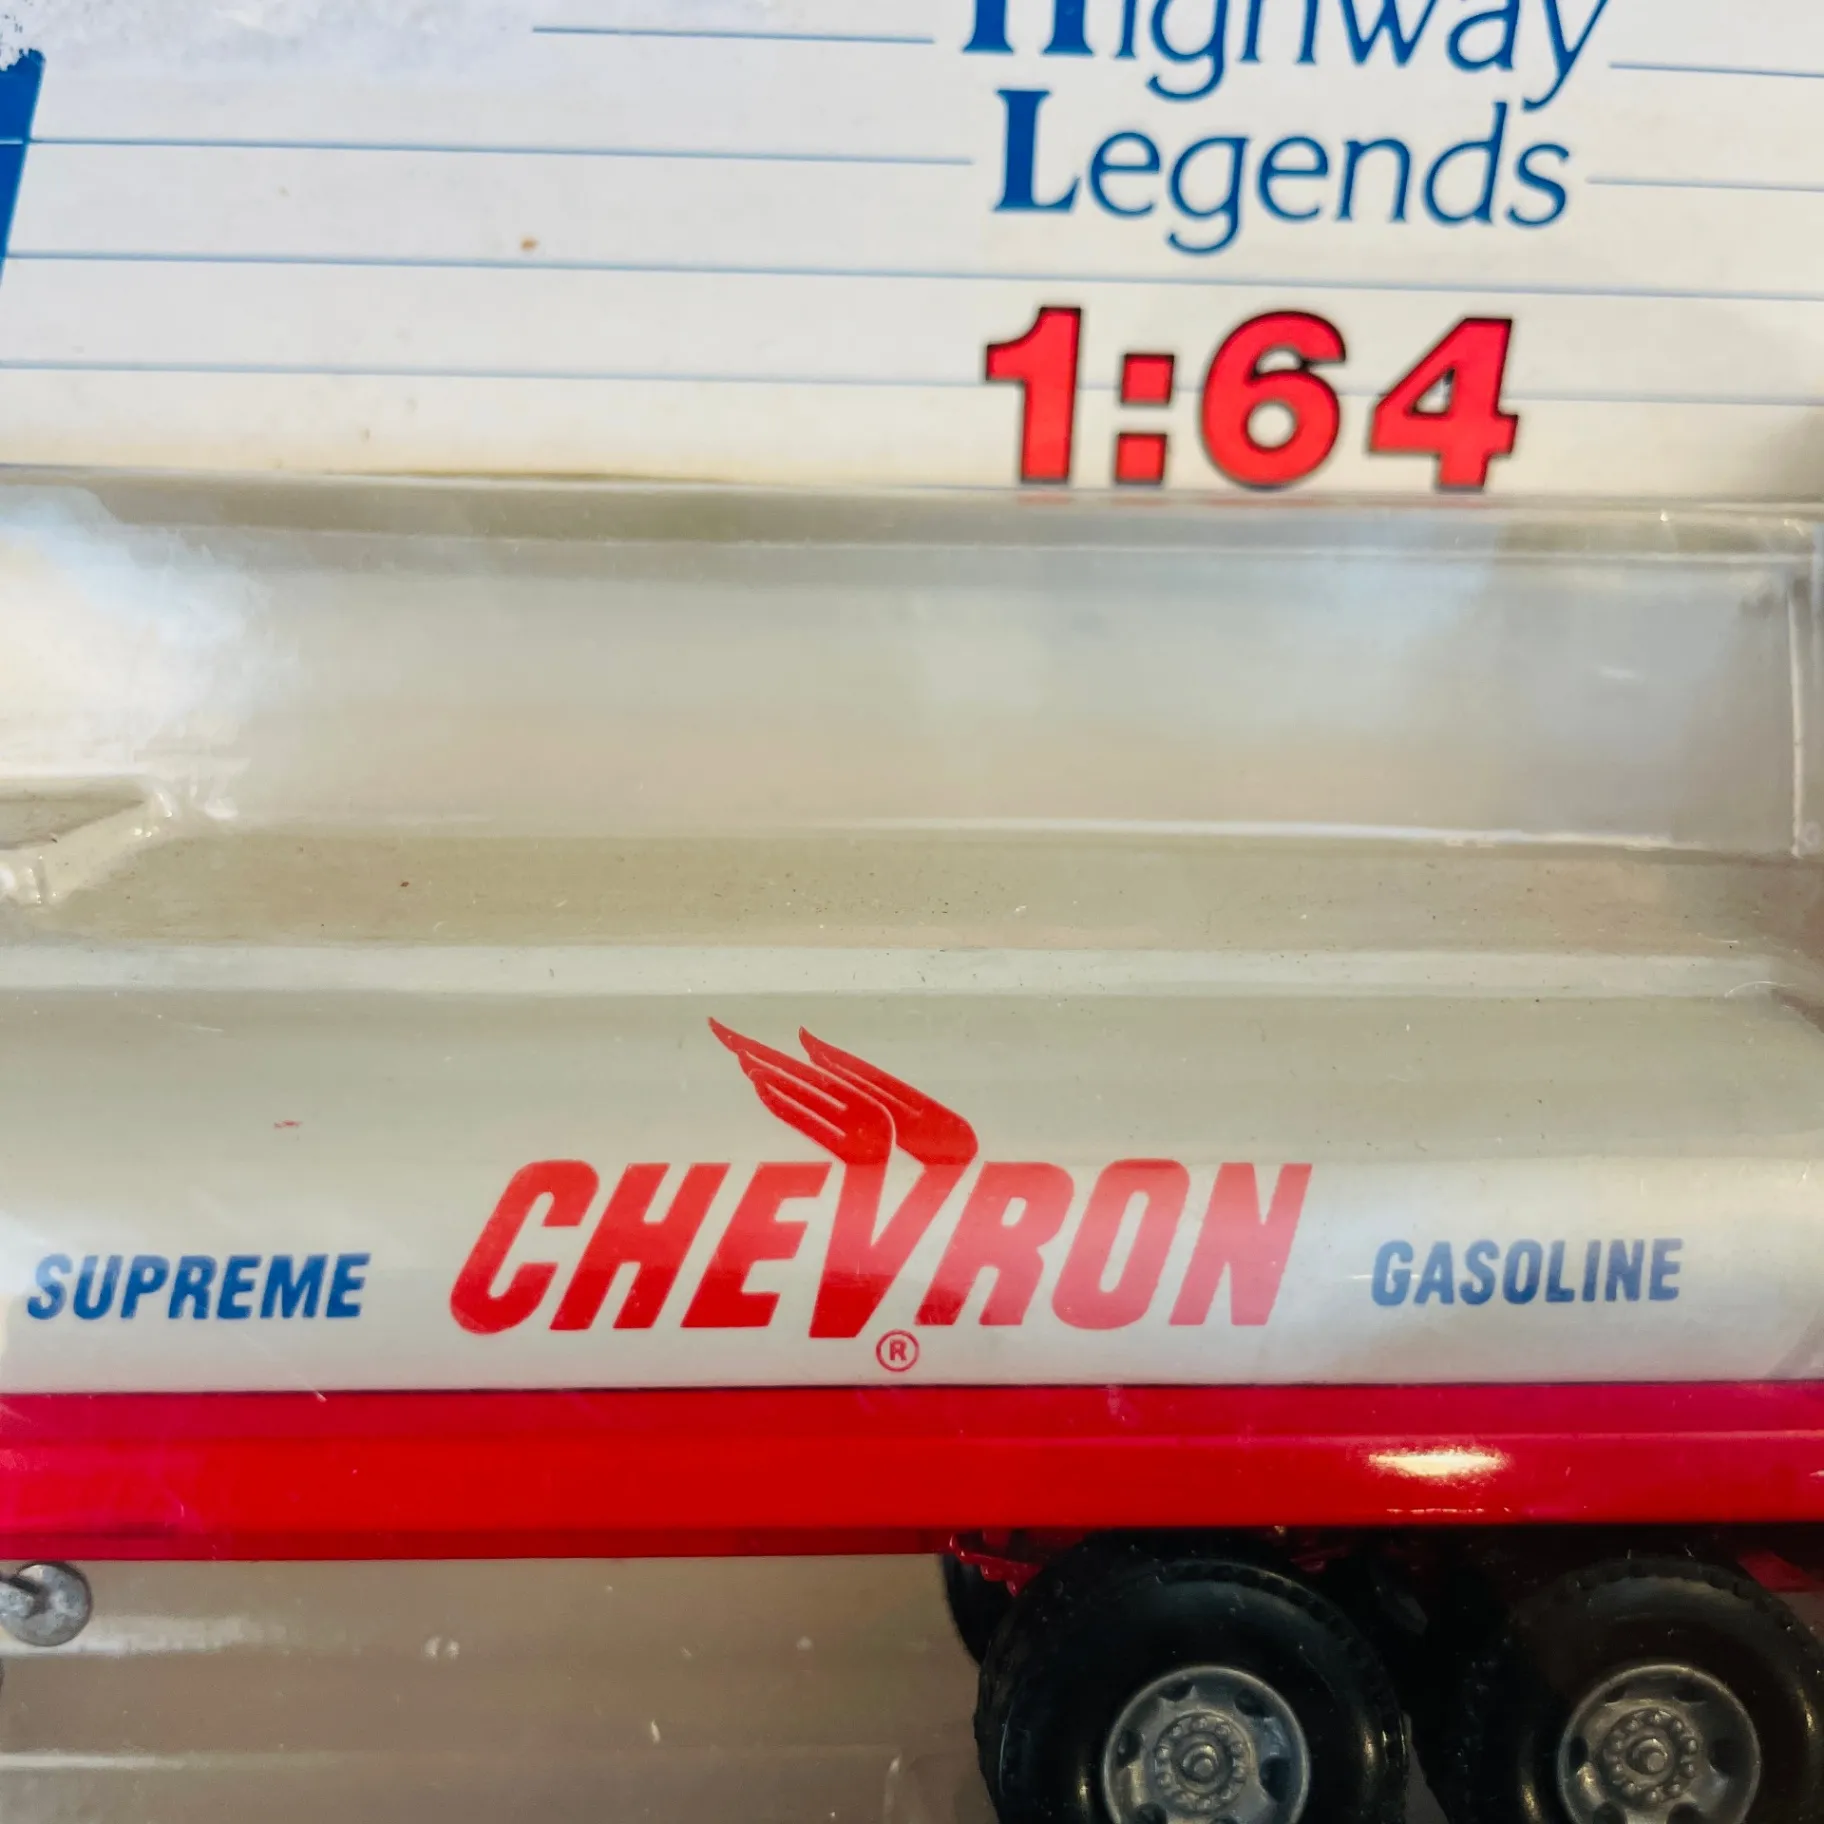 Highway
Legends
1:64
SUPREME CHEVRON GASOLINE
®